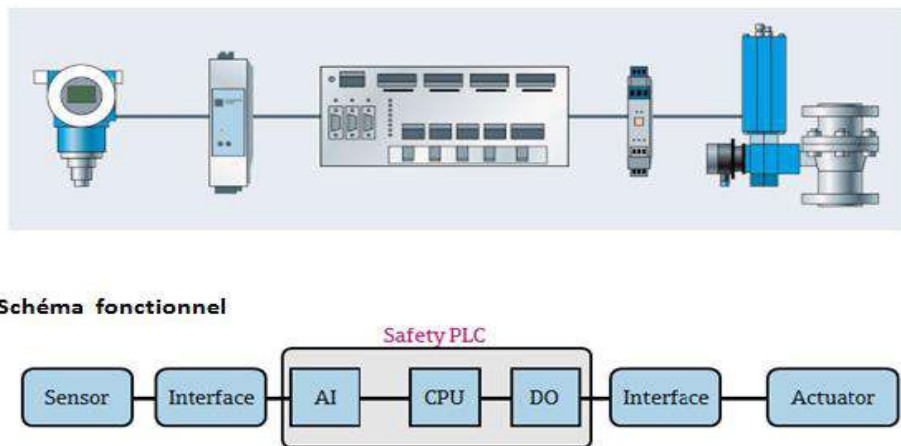 Schéma fonctionnel
Safety PLC
Sensor Interface AI CPU DO Interface Actuator